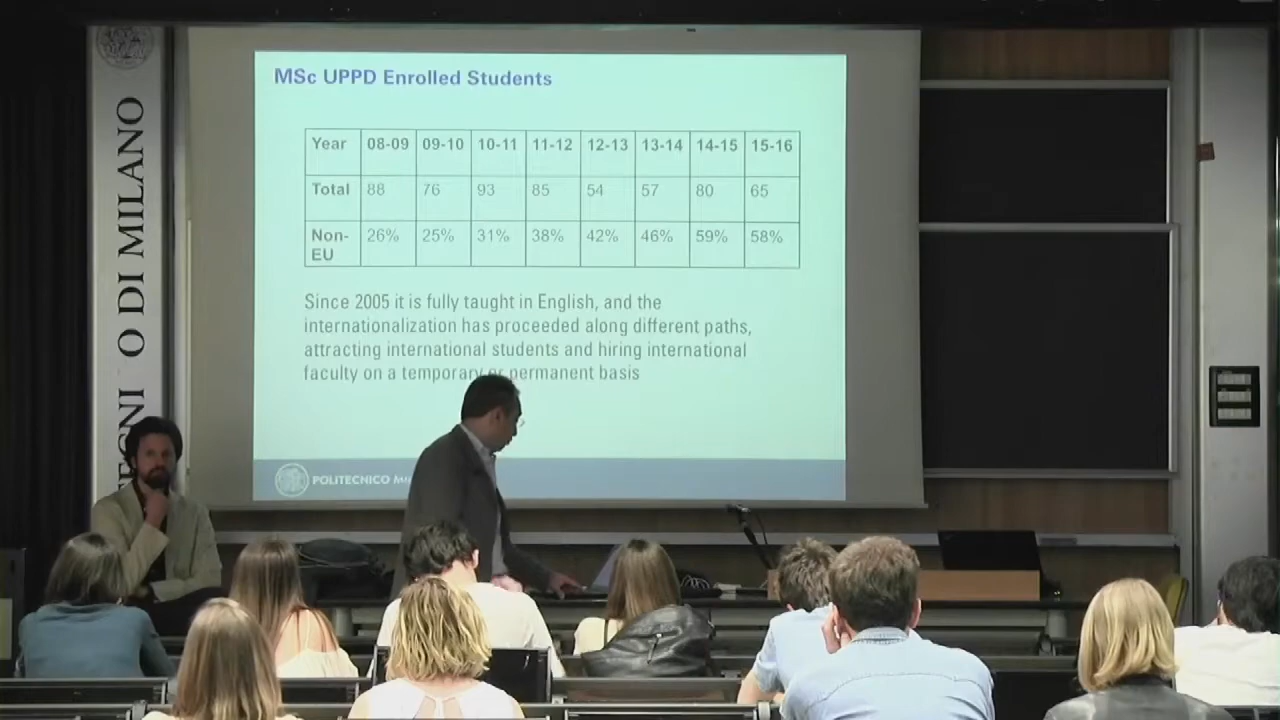 MSc UPPD Enrolled Students
Year 08-09 09-10 10-11 11-12 12-13 13-14 14-15 15-16
Total 88 76 93 85 54 57 80 65
Non-EU 26% 25% 31% 38% 42% 46% 59% 58%
Since 2005 it is fully taught in English, and the
internationalization has proceeded along different paths,
attracting international students and hiring international
faculty on a temporary or permanent basis
POLITECNICO
O DI MILANO